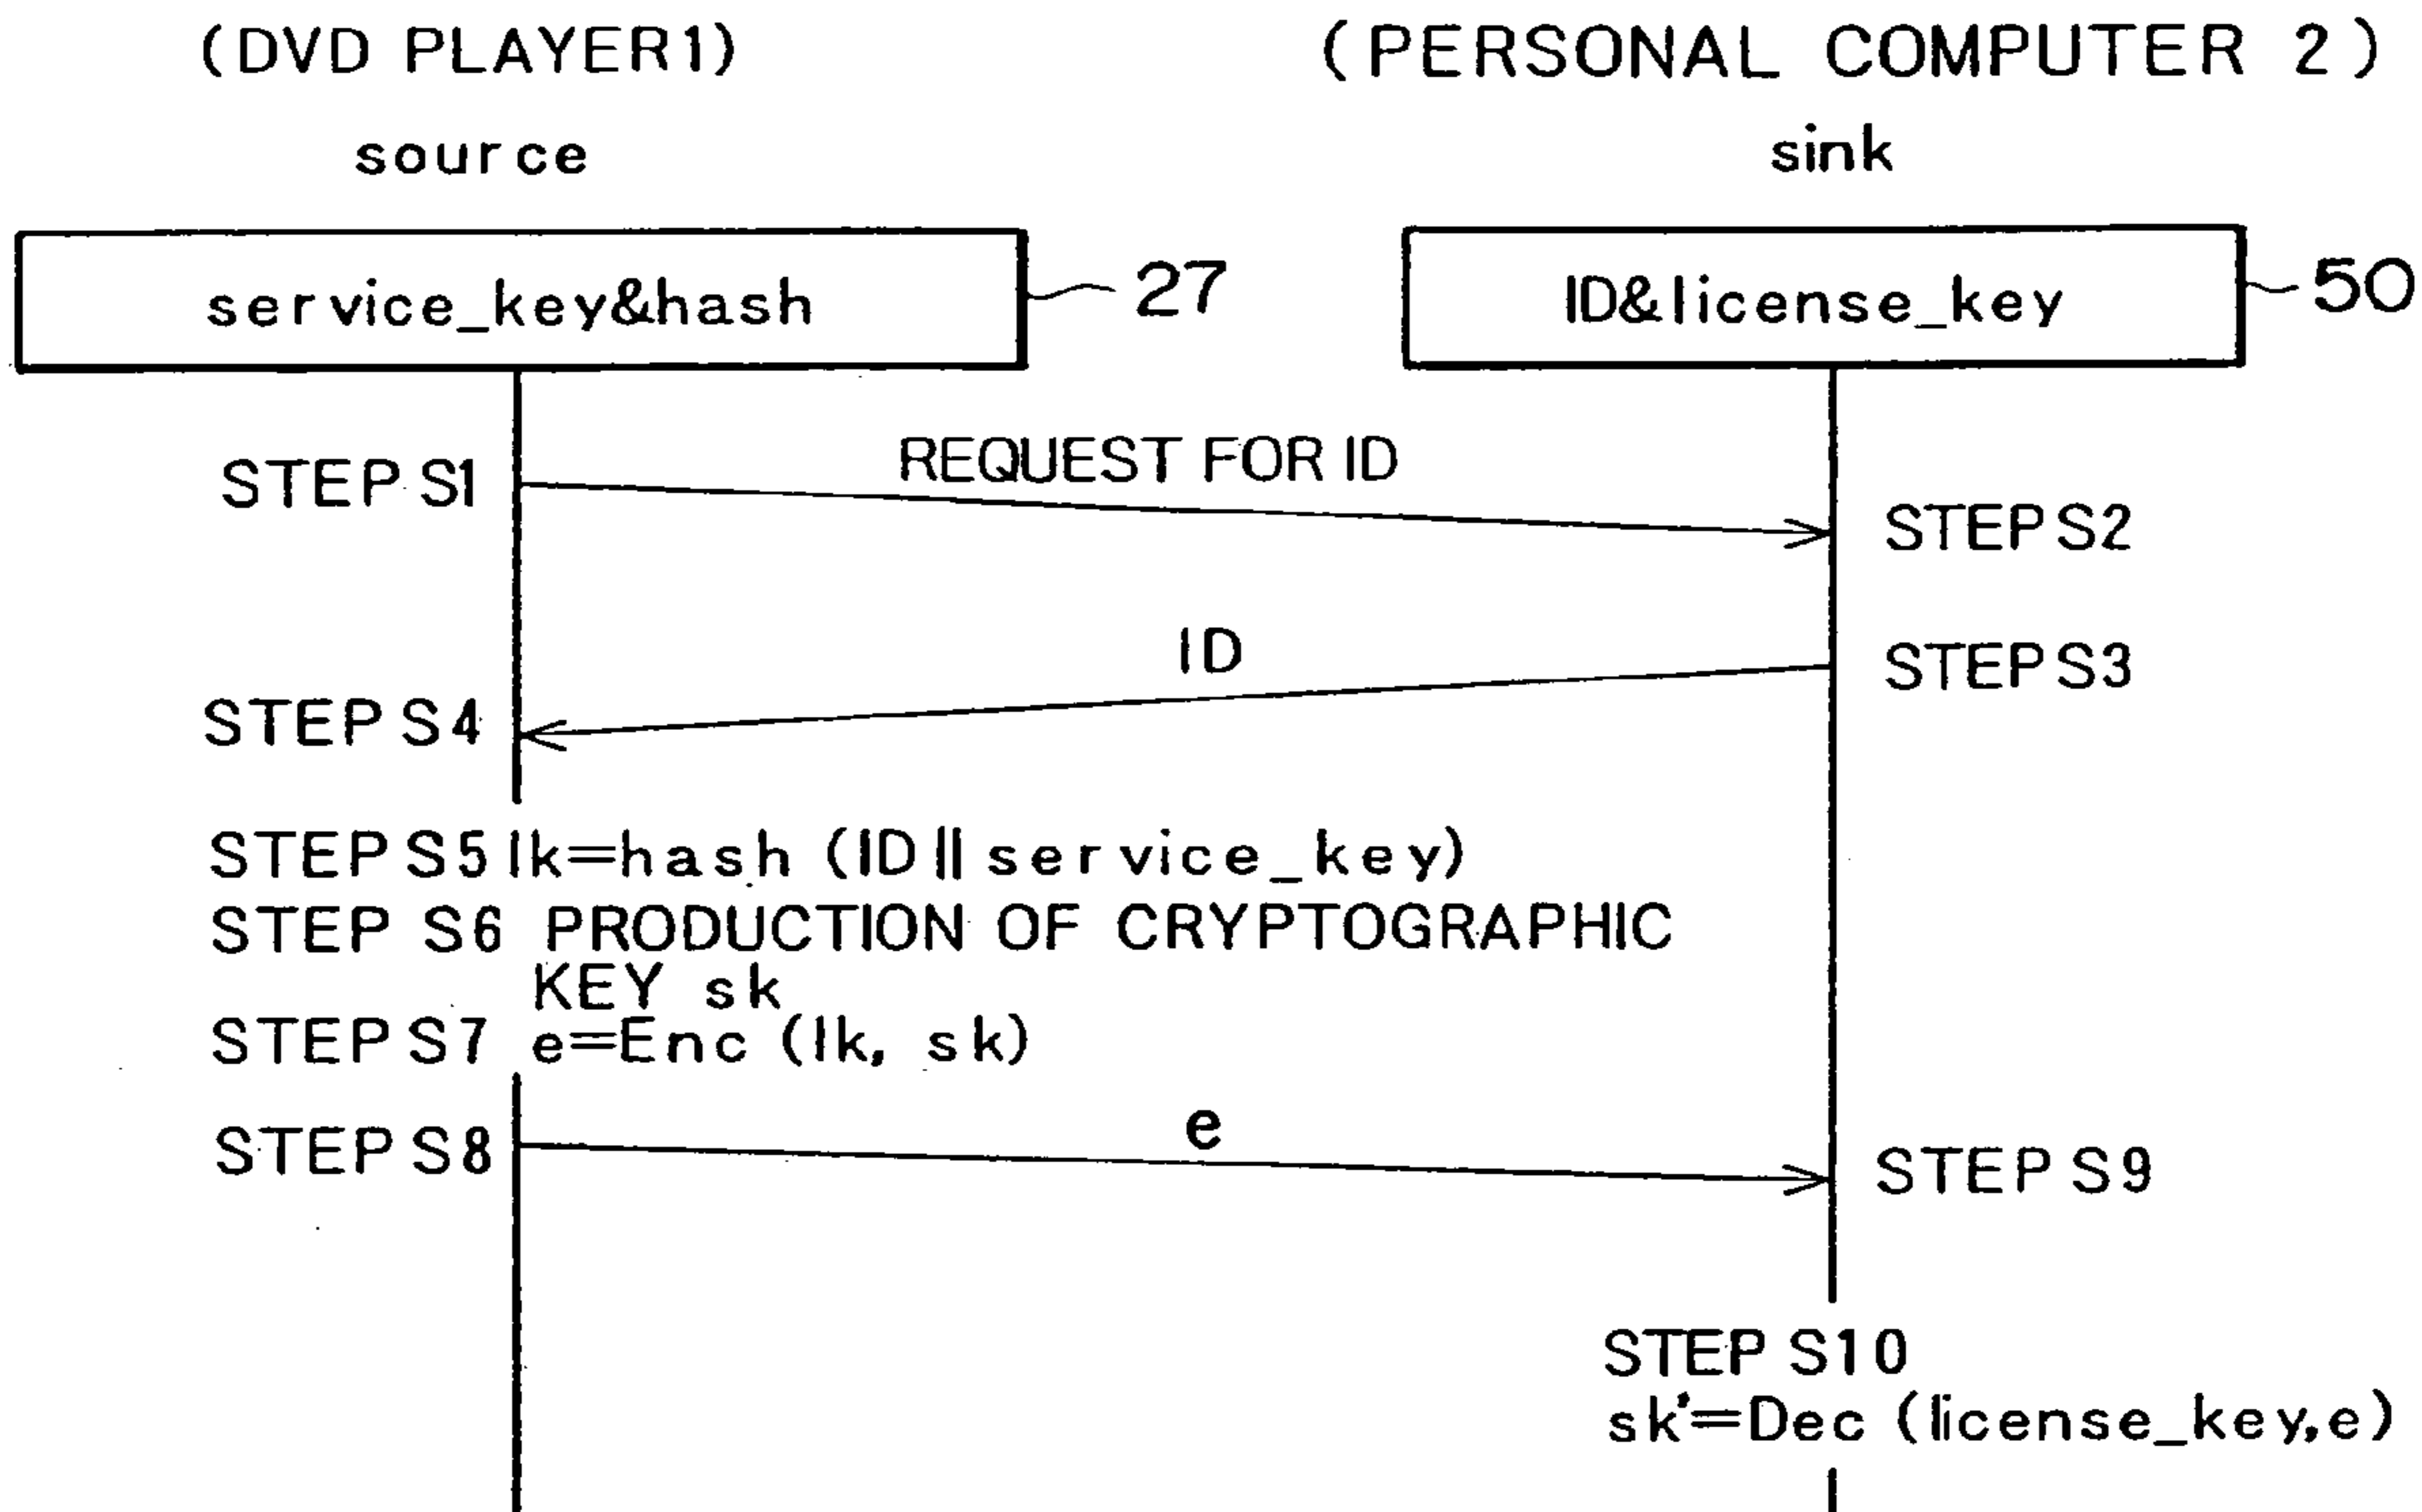 (DVD PLAYER1) (PERSONAL COMPUTER 2)
source sink
service_key&hash 27 ID&license_key 50
REQUEST FOR ID
STEP S1
STEP S2
ID
STEP S3
STEP S4
STEP S5 lk=hash (ID || service_key)
STEP S6 PRODUCTION OF CRYPTOGRAPHIC
KEY sk
STEP S7 e=Enc (lk, sk)
e
STEP S8 STEP S9
STEP S10
sk'=Dec (license_key,e)